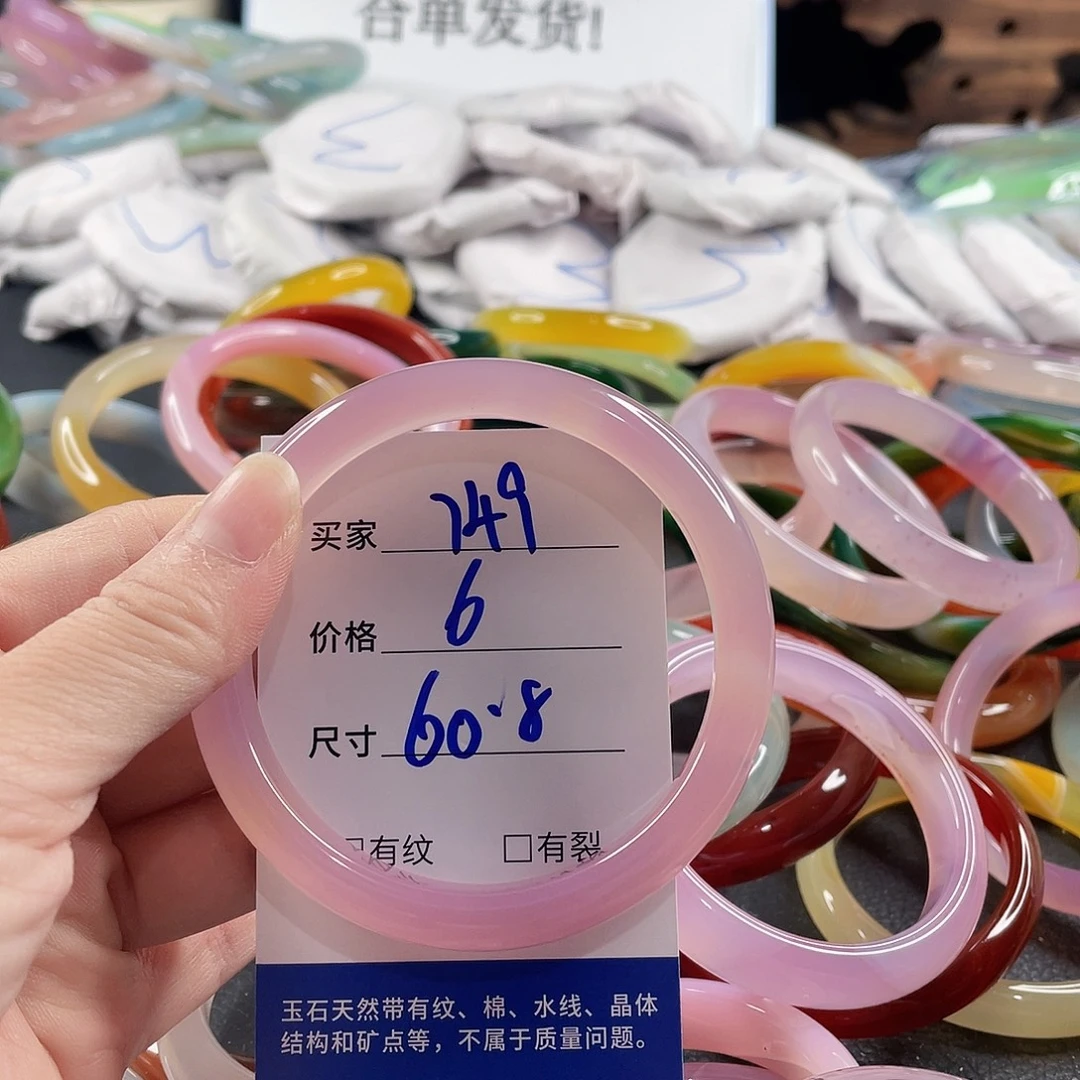 合单发货!
买家 749
价格 6
尺寸 60.8
□有纹 □有裂
玉石天然带有纹、棉、水线、晶体
结构和矿点等，不属于质量问题。